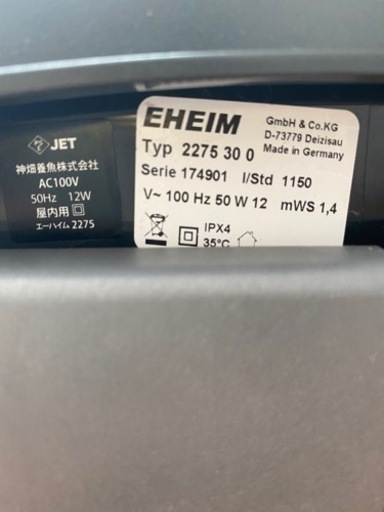 JET
神畑養魚株式会社
AC100V
50Hz 12W
屋内用
エーハイム 2275
EHEIM
GmbH & Co.KG
D-73779 Deizisau
Made in Germany
Typ 2275 30 0
Serie 174901 l/Std 1150
V~ 100 Hz 50 W 12 mWS 1,4
IPX4
35°C